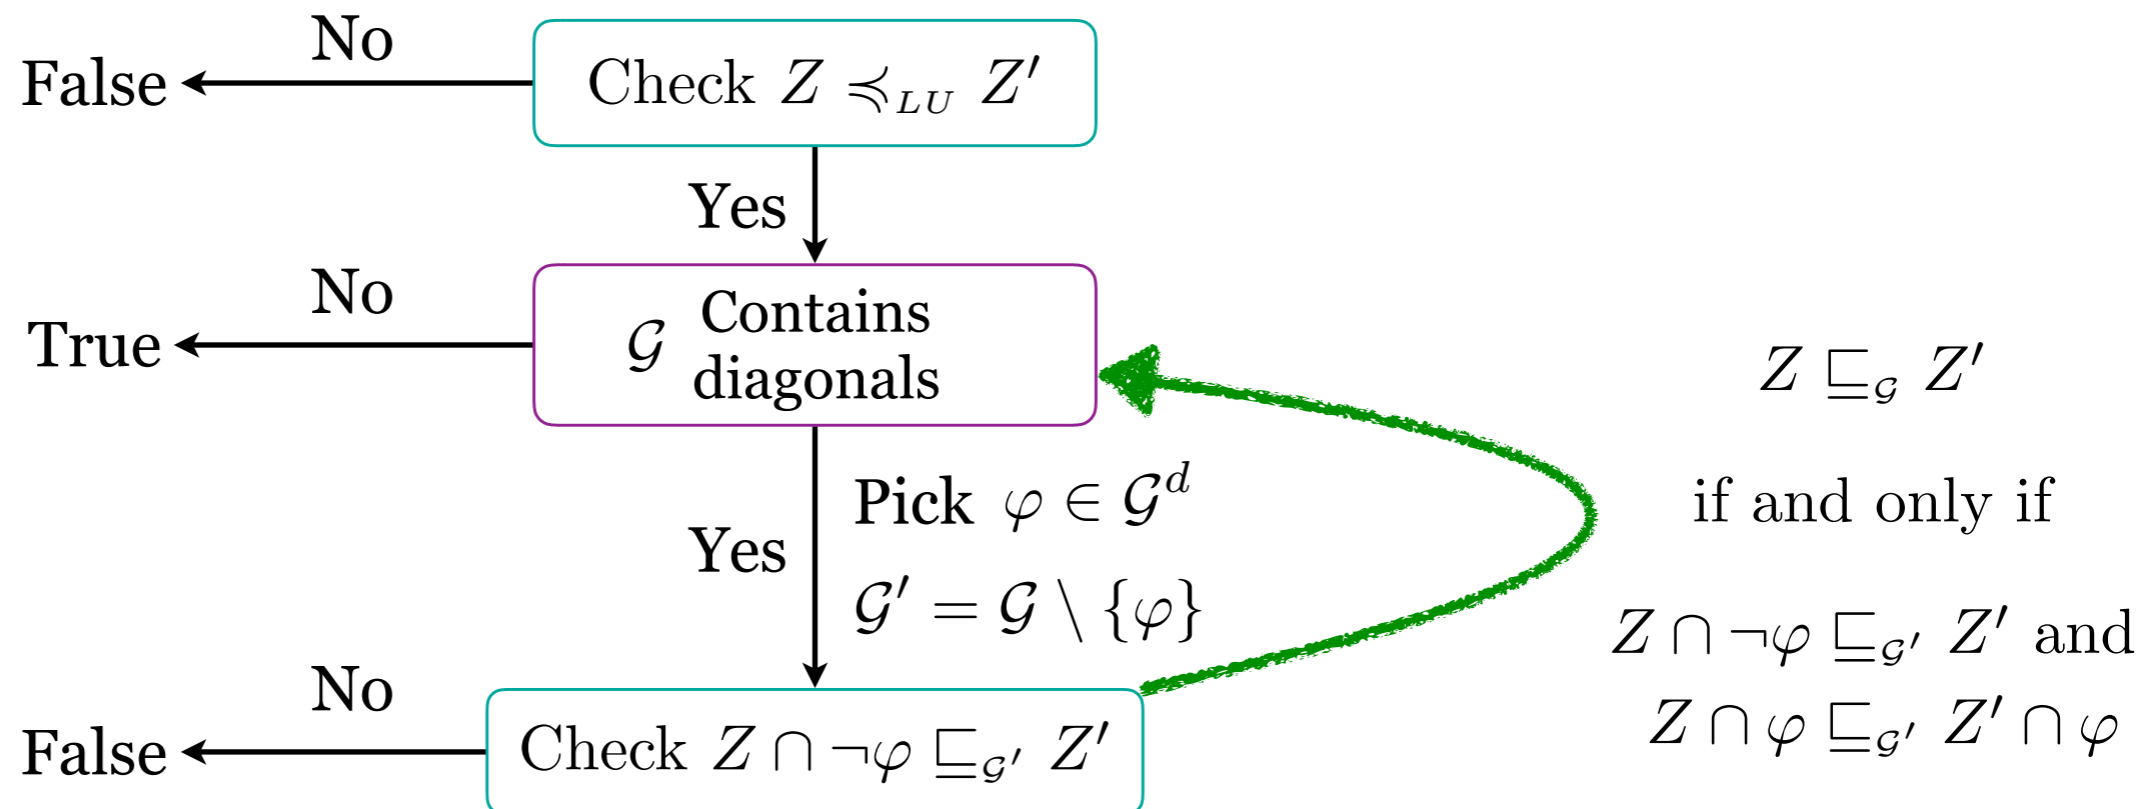 No
False
Check Z ≼_LU Z′
Yes
No
True
𝒢 Contains
diagonals
Z ⊑_𝒢 Z′
Pick φ ∈ 𝒢^d
if and only if
Yes
𝒢′ = 𝒢 \ {φ}
Z ∩ ¬φ ⊑_𝒢′ Z′ and
No
Z ∩ φ ⊑_𝒢′ Z′ ∩ φ
False
Check Z ∩ ¬φ ⊑_𝒢′ Z′